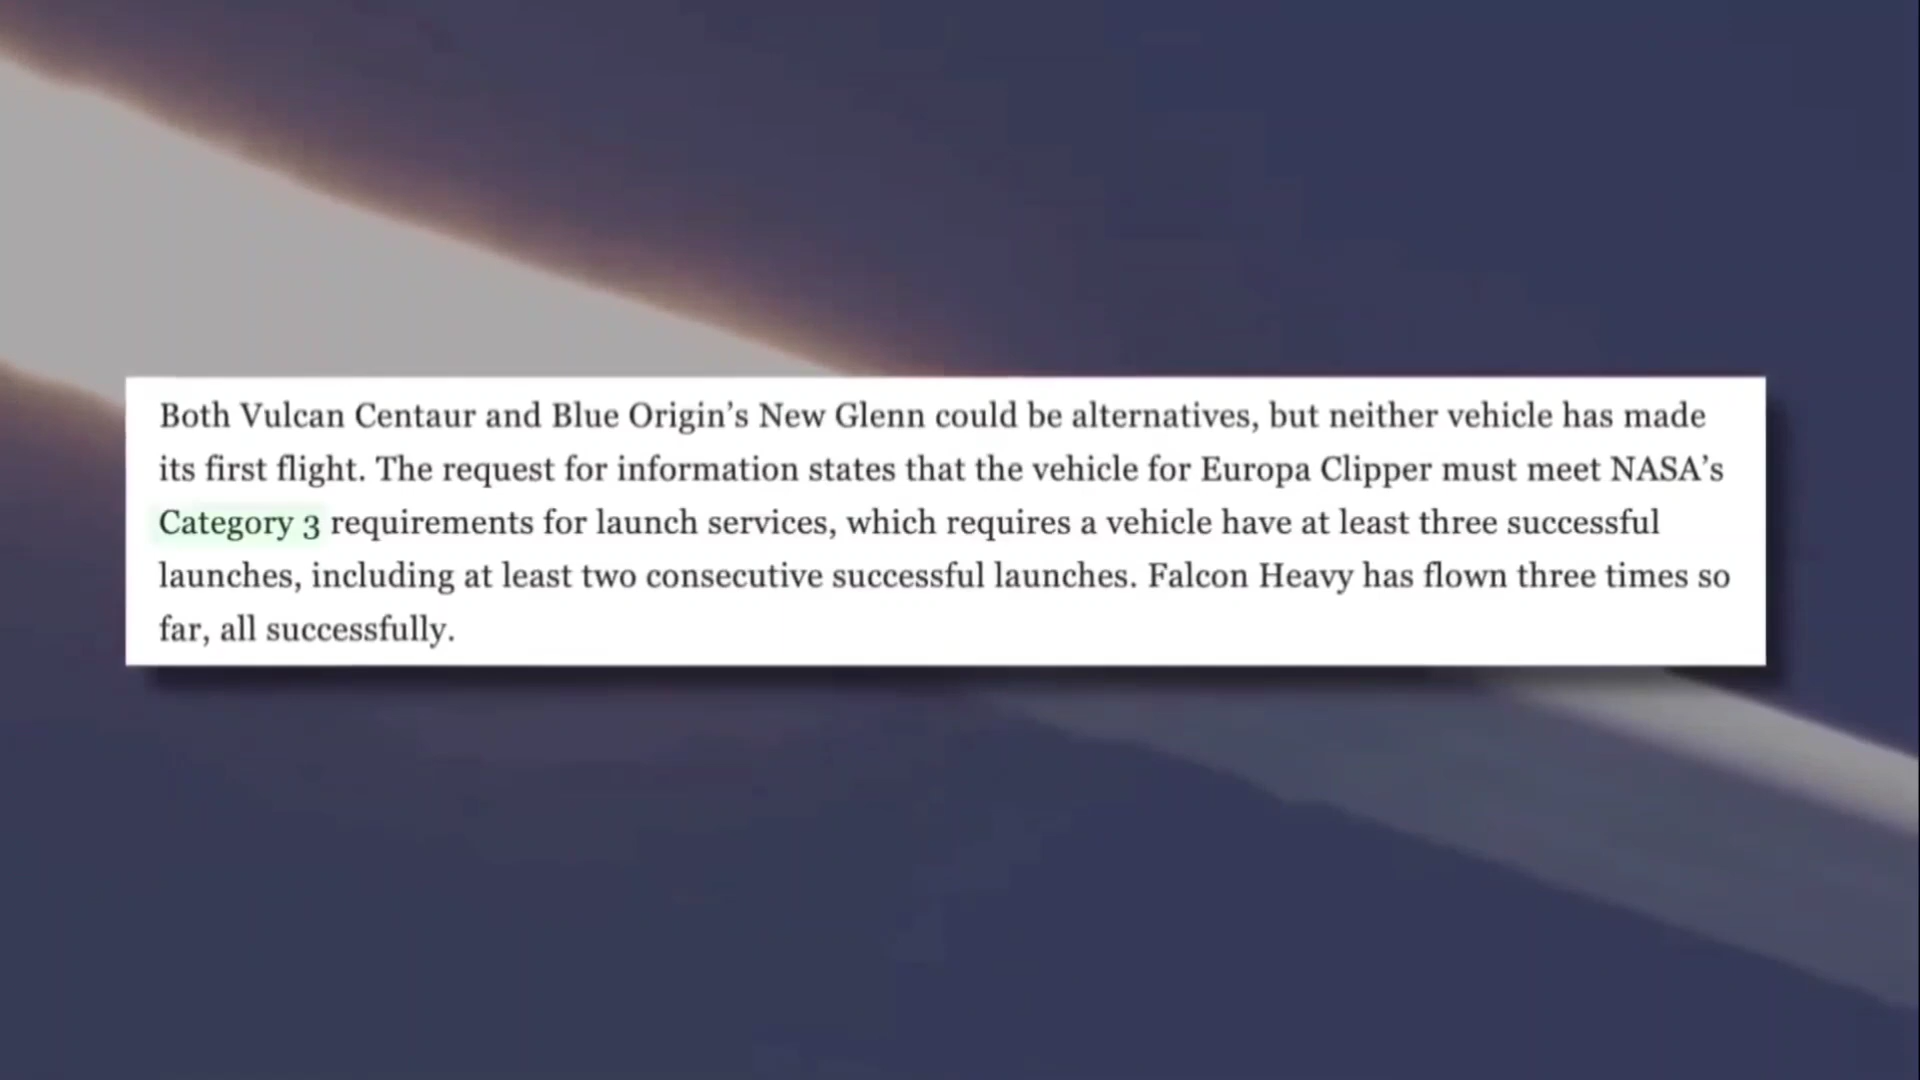 Both Vulcan Centaur and Blue Origin’s New Glenn could be alternatives, but neither vehicle has made
its first flight. The request for information states that the vehicle for Europa Clipper must meet NASA’s
Category 3 requirements for launch services, which requires a vehicle have at least three successful
launches, including at least two consecutive successful launches. Falcon Heavy has flown three times so
far, all successfully.